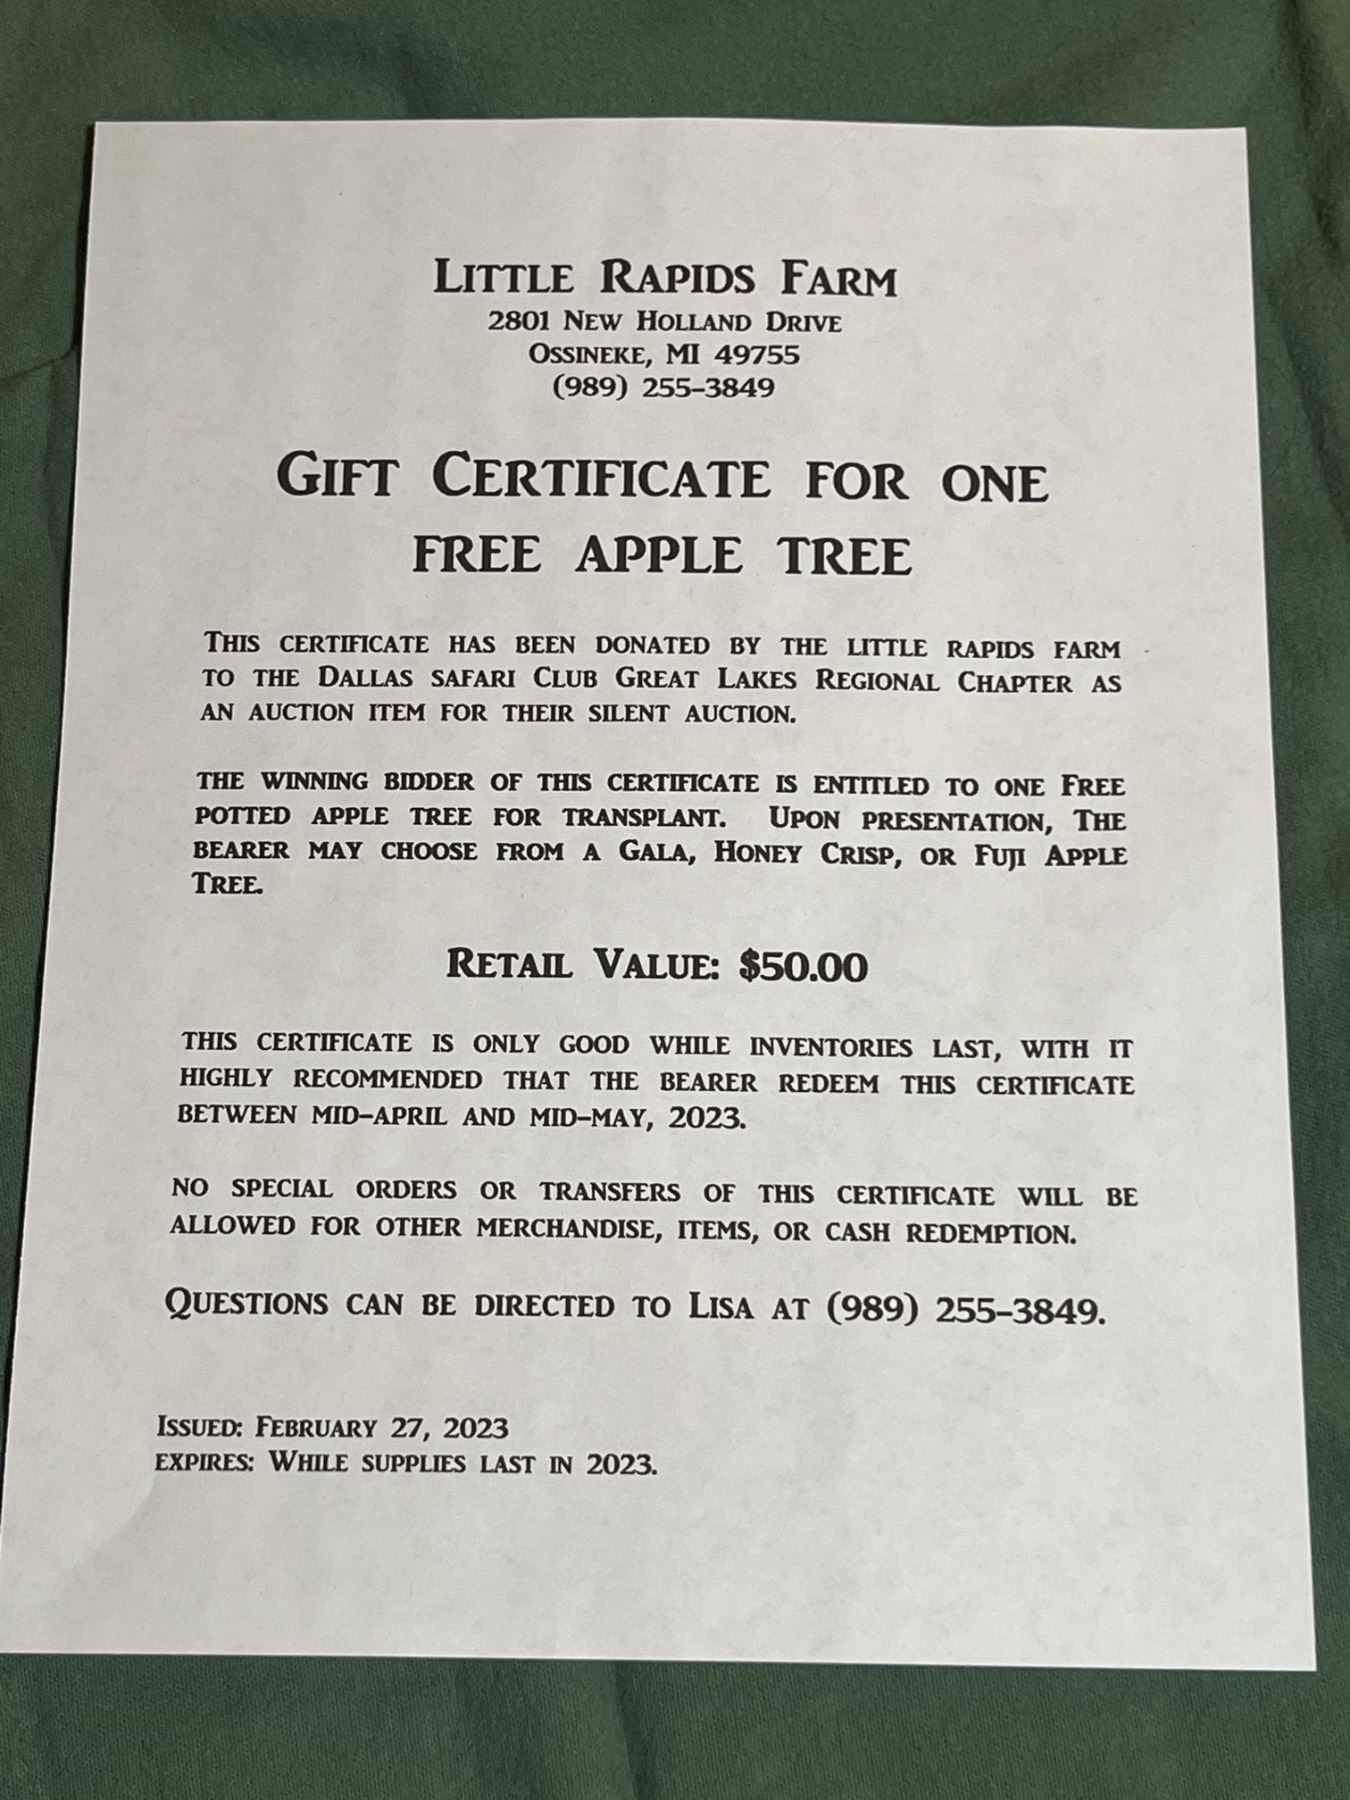 Little Rapids Farm
2801 New Holland Drive
Ossineke, MI 49755
(989) 255-3849
Gift Certificate for one
free apple tree
This certificate has been donated by the little rapids farm
to the Dallas safari Club Great Lakes Regional Chapter as
an auction item for their silent auction.
the winning bidder of this certificate is entitled to one Free
potted apple tree for transplant. Upon presentation, The
bearer may choose from a Gala, Honey Crisp, or Fuji Apple
Tree.
Retail Value: $50.00
this certificate is only good while inventories last, with it
highly recommended that the bearer redeem this certificate
between mid-april and mid-may, 2023.
no special orders or transfers of this certificate will be
allowed for other merchandise, items, or cash redemption.
Questions can be directed to Lisa at (989) 255-3849.
Issued: February 27, 2023
expires: While supplies last in 2023.